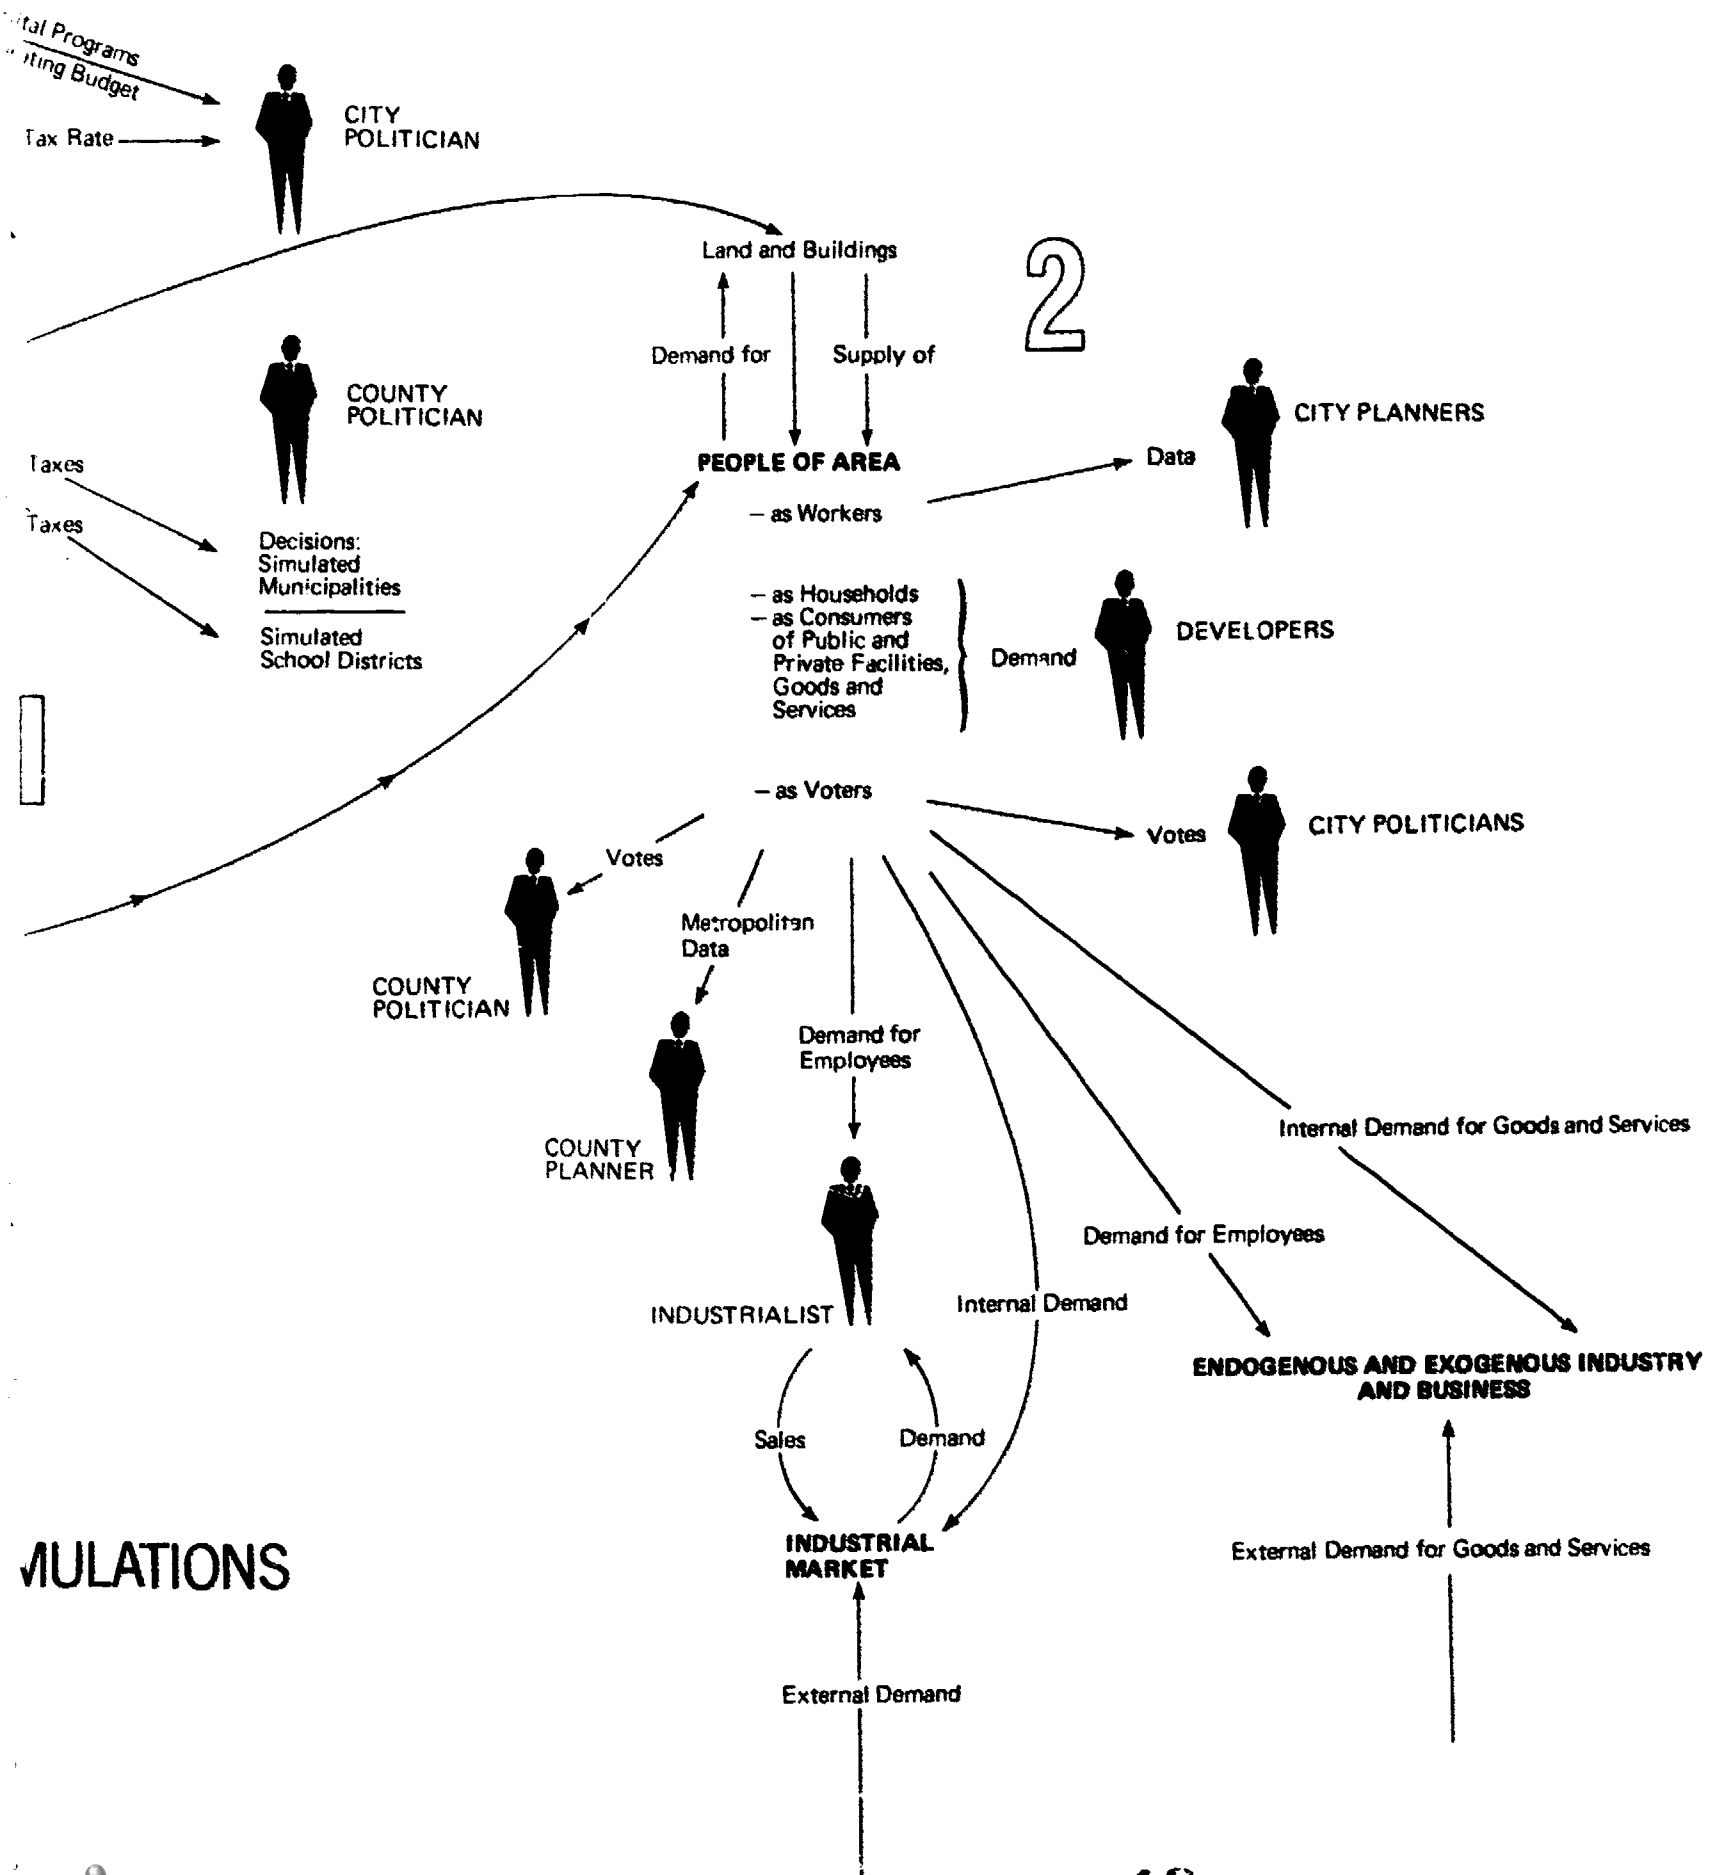 Programs
Budget
Tax Rate
CITY
POLITICIAN
Land and Buildings
2
Demand for
Supply of
COUNTY
POLITICIAN
CITY PLANNERS
Taxes
Data
PEOPLE OF AREA
– as Workers
Taxes
Decisions:
Simulated
Municipalities
Simulated
School Districts
– as Households
– as Consumers
of Public and
Private Facilities,
Goods and
Services
Demand
DEVELOPERS
– as Voters
Votes
CITY POLITICIANS
Votes
COUNTY
POLITICIAN
Metropolitan
Data
COUNTY
PLANNER
Demand for
Employees
Internal Demand for Goods and Services
Demand for Employees
Internal Demand
INDUSTRIALIST
ENDOGENOUS AND EXOGENOUS INDUSTRY
AND BUSINESS
Sales
Demand
INDUSTRIAL
MARKET
External Demand for Goods and Services
MULATIONS
External Demand